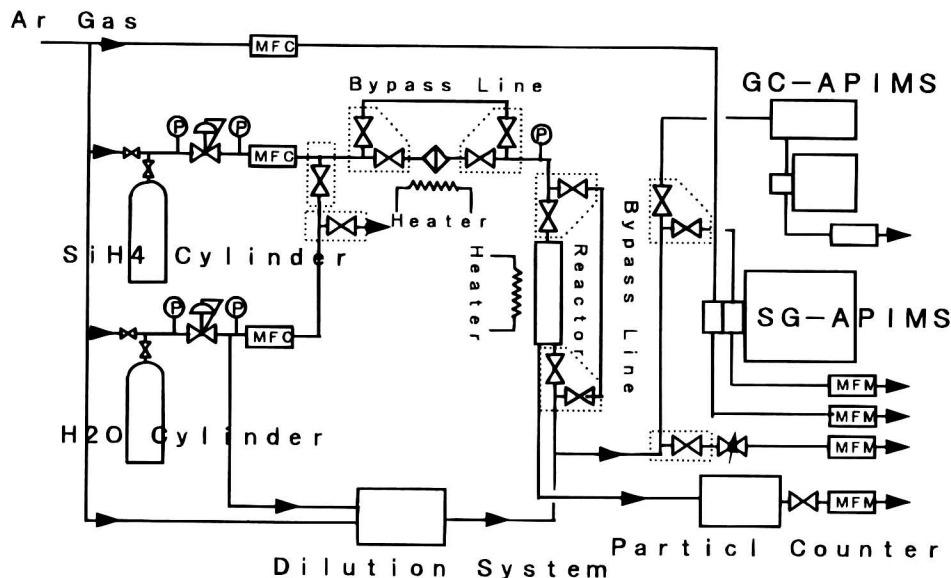 Ar Gas
MFC
Bypass Line
GC-APIMS
P
P
MFC
P
Heater
SiH4 Cylinder
Heater
Reactor
Bypass Line
P
P
MFC
SG-APIMS
MFM
MFM
H2O Cylinder
MFM
MFM
Particl Counter
Dilution System